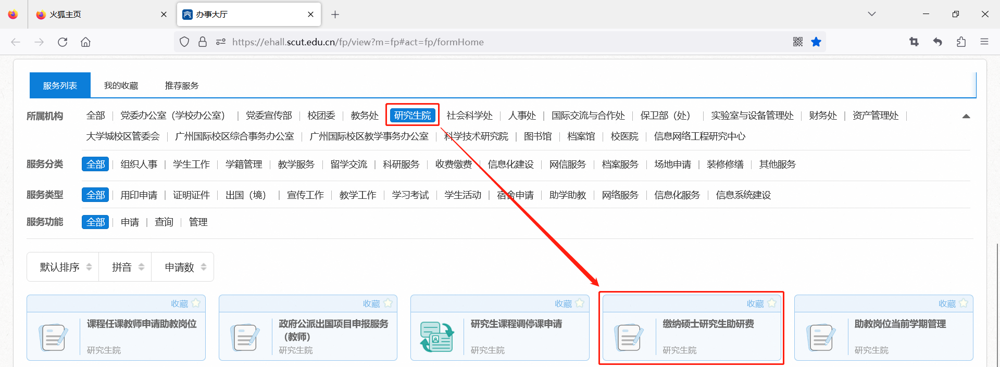 火狐主页
办事大厅
https://ehall.scut.edu.cn/fp/view?m=fp#act=fp/formHome
服务列表 我的收藏 推荐服务
所属机构 全部 党委办公室（学校办公室） 党委宣传部 校团委 教务处 研究生院 社会科学处 人事处 国际交流与合作处 保卫部（处） 实验室与设备管理处 财务处 资产管理处
大学城校区管委会 广州国际校区综合事务办公室 广州国际校区教学事务办公室 科学技术研究院 图书馆 档案馆 校医院 信息网络工程研究中心
服务分类 全部 组织人事 学生工作 学籍管理 教学服务 留学交流 科研服务 收费缴费 信息化建设 网信服务 档案服务 场地申请 装修修缮 其他服务
服务类型 全部 用印申请 证明证件 出国（境） 宣传工作 教学工作 学习考试 学生活动 宿舍申请 助学助教 网络服务 信息化服务 信息系统建设
服务功能 全部 申请 查询 管理
默认排序 拼音 申请数
收藏
课程任课教师申请助教岗位
研究生院
收藏
政府公派出国项目申报服务
（教师）
研究生院
收藏
研究生课程调停课申请
研究生院
收藏
缴纳硕士研究生助研费
研究生院
收藏
助教岗位当前学期管理
研究生院